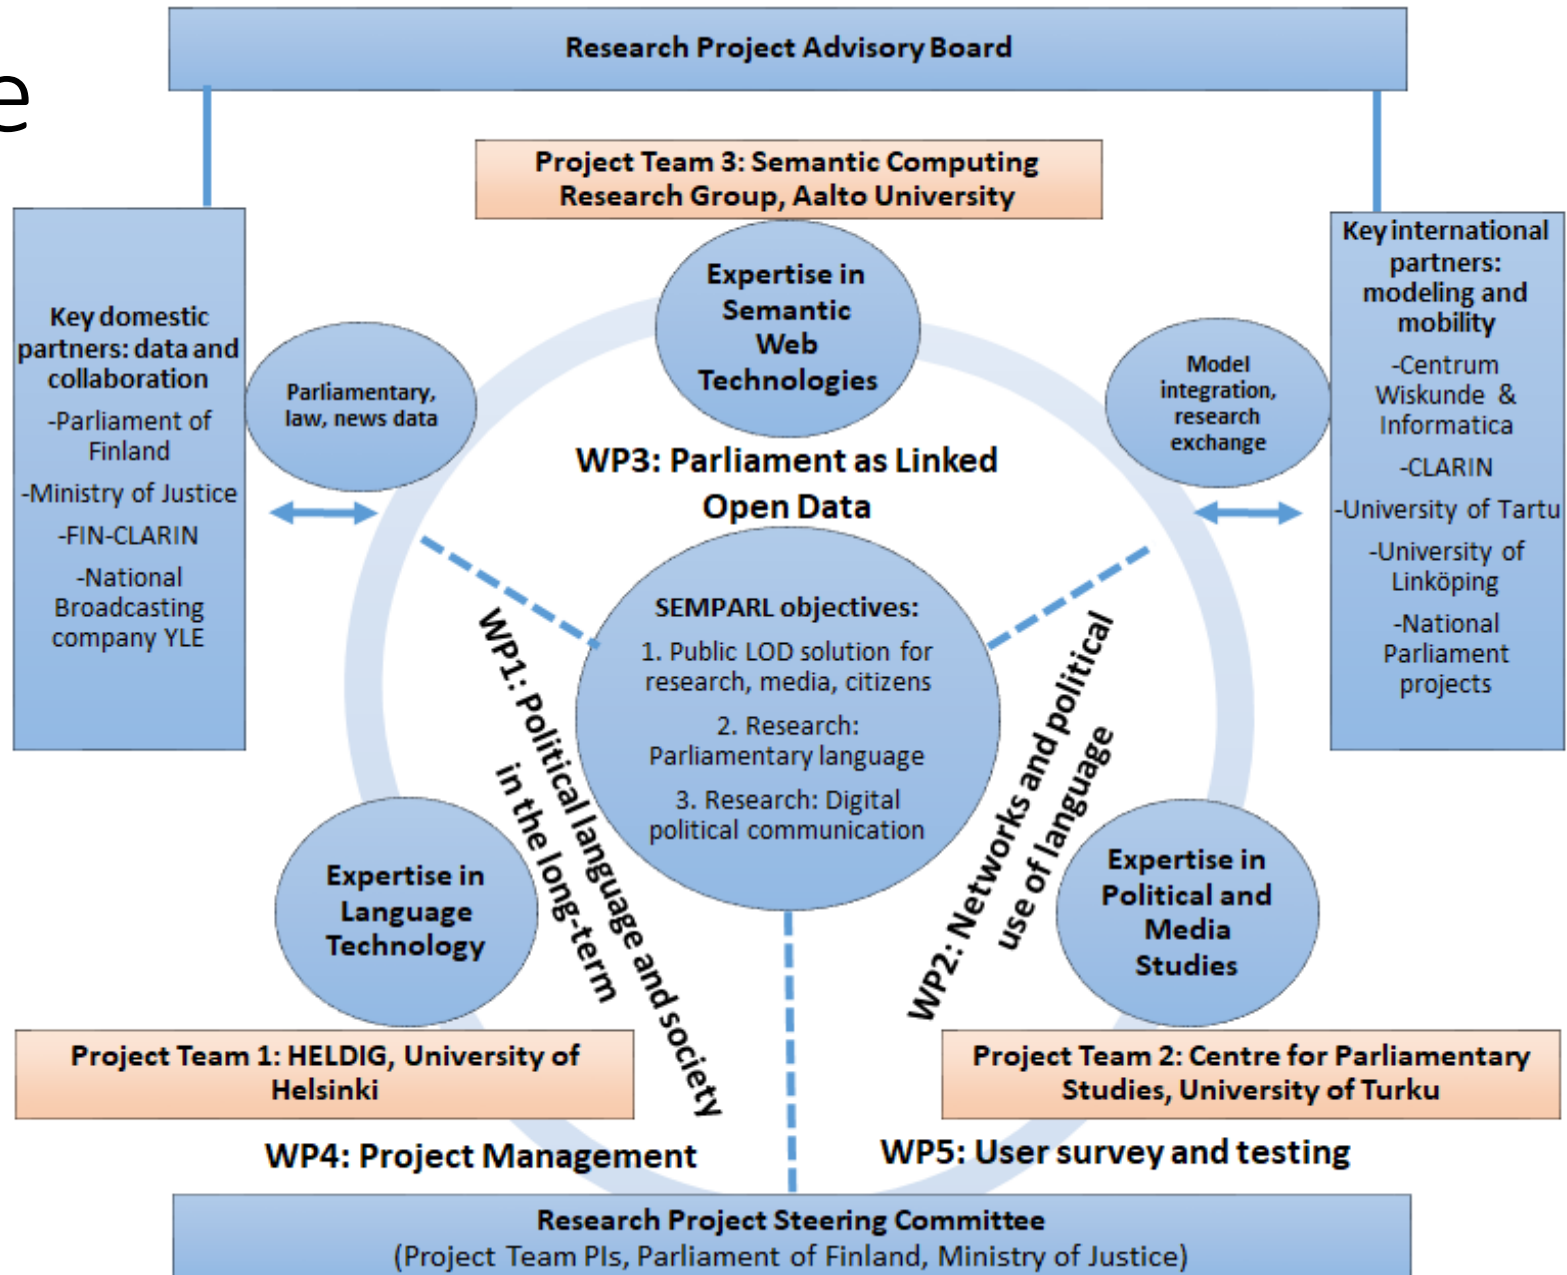 e
Research Project Advisory Board
Project Team 3: Semantic Computing
Research Group, Aalto University
Key domestic
partners: data and
collaboration
-Parliament of
Finland
-Ministry of Justice
-FIN-CLARIN
-National
Broadcasting
company YLE
Parliamentary,
law, news data
Expertise in
Semantic
Web
Technologies
Model
integration,
research
exchange
Key international
partners:
modeling and
mobility
-Centrum
Wiskunde &
Informatica
-CLARIN
-University of Tartu
-University of
Linköping
-National
Parliament
projects
WP3: Parliament as Linked
Open Data
SEMPARL objectives:
1. Public LOD solution for
research, media, citizens
2. Research:
Parliamentary language
3. Research: Digital
political communication
WP1: Political language and society
in the long-term
WP2: Networks and political
use of language
Expertise in
Language
Technology
Expertise in
Political and
Media
Studies
Project Team 1: HELDIG, University of
Helsinki
Project Team 2: Centre for Parliamentary
Studies, University of Turku
WP4: Project Management
WP5: User survey and testing
Research Project Steering Committee
(Project Team PIs, Parliament of Finland, Ministry of Justice)